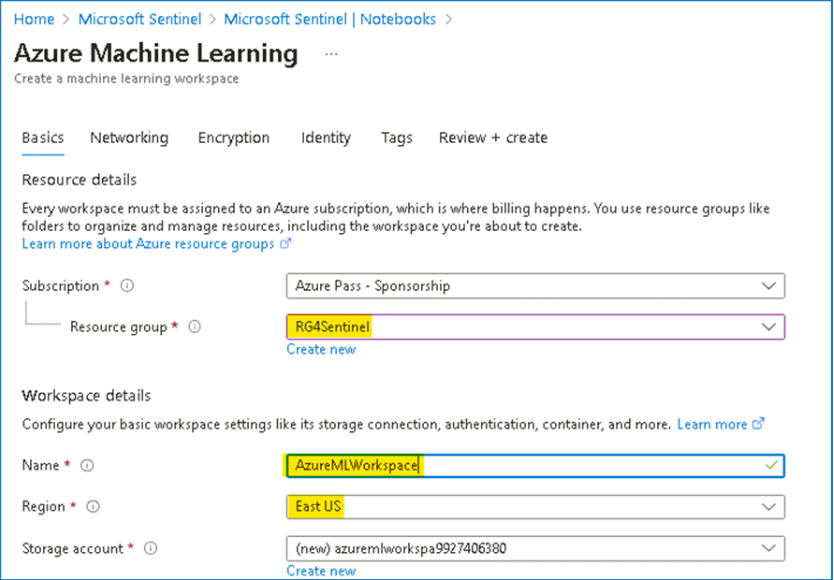 Home > Microsoft Sentinel > Microsoft Sentinel | Notebooks >
Azure Machine Learning ...
Create a machine learning workspace
Basics Networking Encryption Identity Tags Review + create
Resource details
Every workspace must be assigned to an Azure subscription, which is where billing happens. You use resource groups like
folders to organize and manage resources, including the workspace you're about to create.
Learn more about Azure resource groups
Subscription * Azure Pass - Sponsorship
Resource group * RG4Sentinel
Create new
Workspace details
Configure your basic workspace settings like its storage connection, authentication, container, and more. Learn more
Name * AzureMLWorkspace
Region * East US
Storage account * (new) azuremlworkspa9927406380
Create new